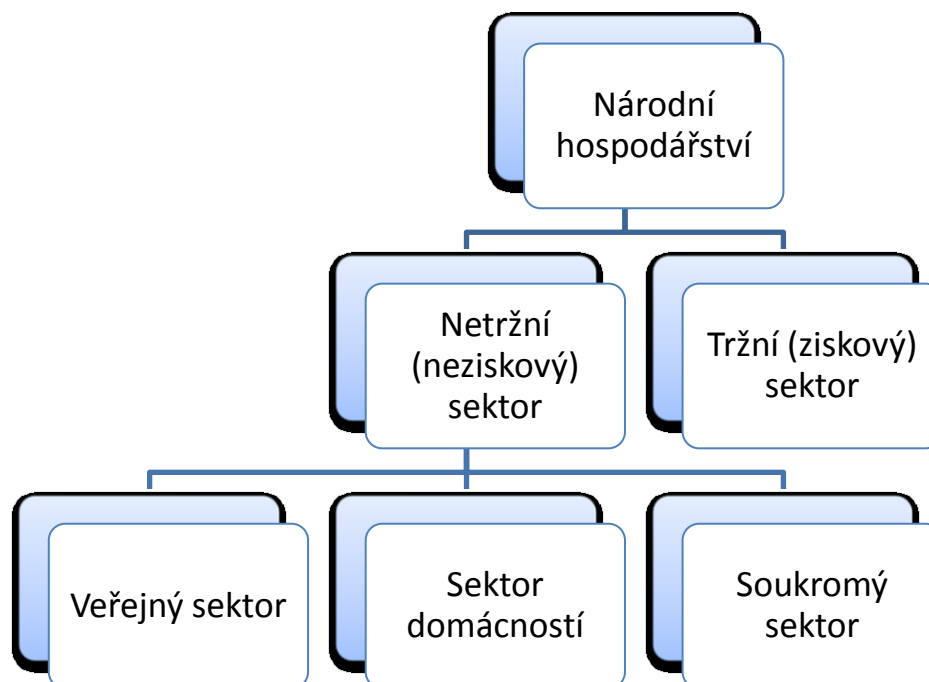 Národní
hospodářství
Netržní
(neziskový)
sektor
Tržní (ziskový)
sektor
Veřejný sektor
Sektor
domácností
Soukromý
sektor